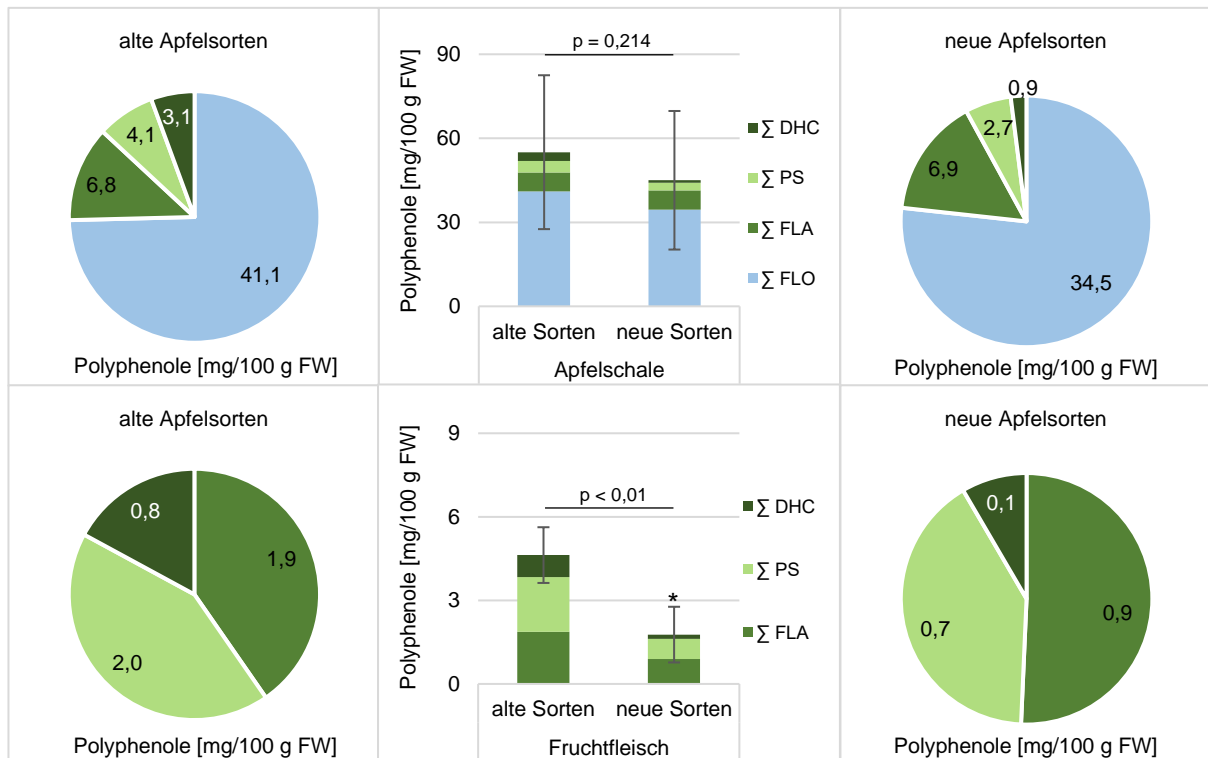 alte Apfelsorten
3,1
4,1
6,8
41,1
Polyphenole [mg/100 g FW]
Polyphenole [mg/100 g FW]
90
60
30
0
p = 0,214
alte Sorten neue Sorten
Apfelschale
∑ DHC
∑ PS
∑ FLA
∑ FLO
neue Apfelsorten
0,9
2,7
6,9
34,5
Polyphenole [mg/100 g FW]
alte Apfelsorten
0,8
1,9
2,0
Polyphenole [mg/100 g FW]
Polyphenole [mg/100 g FW]
9
6
3
0
p < 0,01
*
alte Sorten neue Sorten
Fruchtfleisch
∑ DHC
∑ PS
∑ FLA
neue Apfelsorten
0,1
0,7
0,9
Polyphenole [mg/100 g FW]